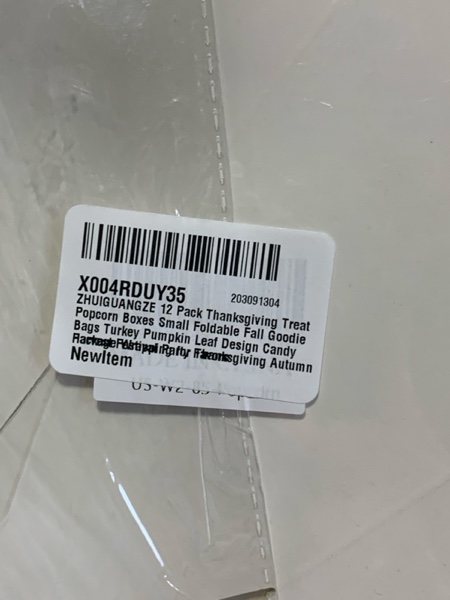 X004RDUY35
203091304
ZHUIGUANGZE 12 Pack Thanksgiving Treat
Popcorn Boxes Small Foldable Fall Goodie
Bags Turkey Pumpkin Leaf Design Candy
Thanksgiving Autumn
NewItem